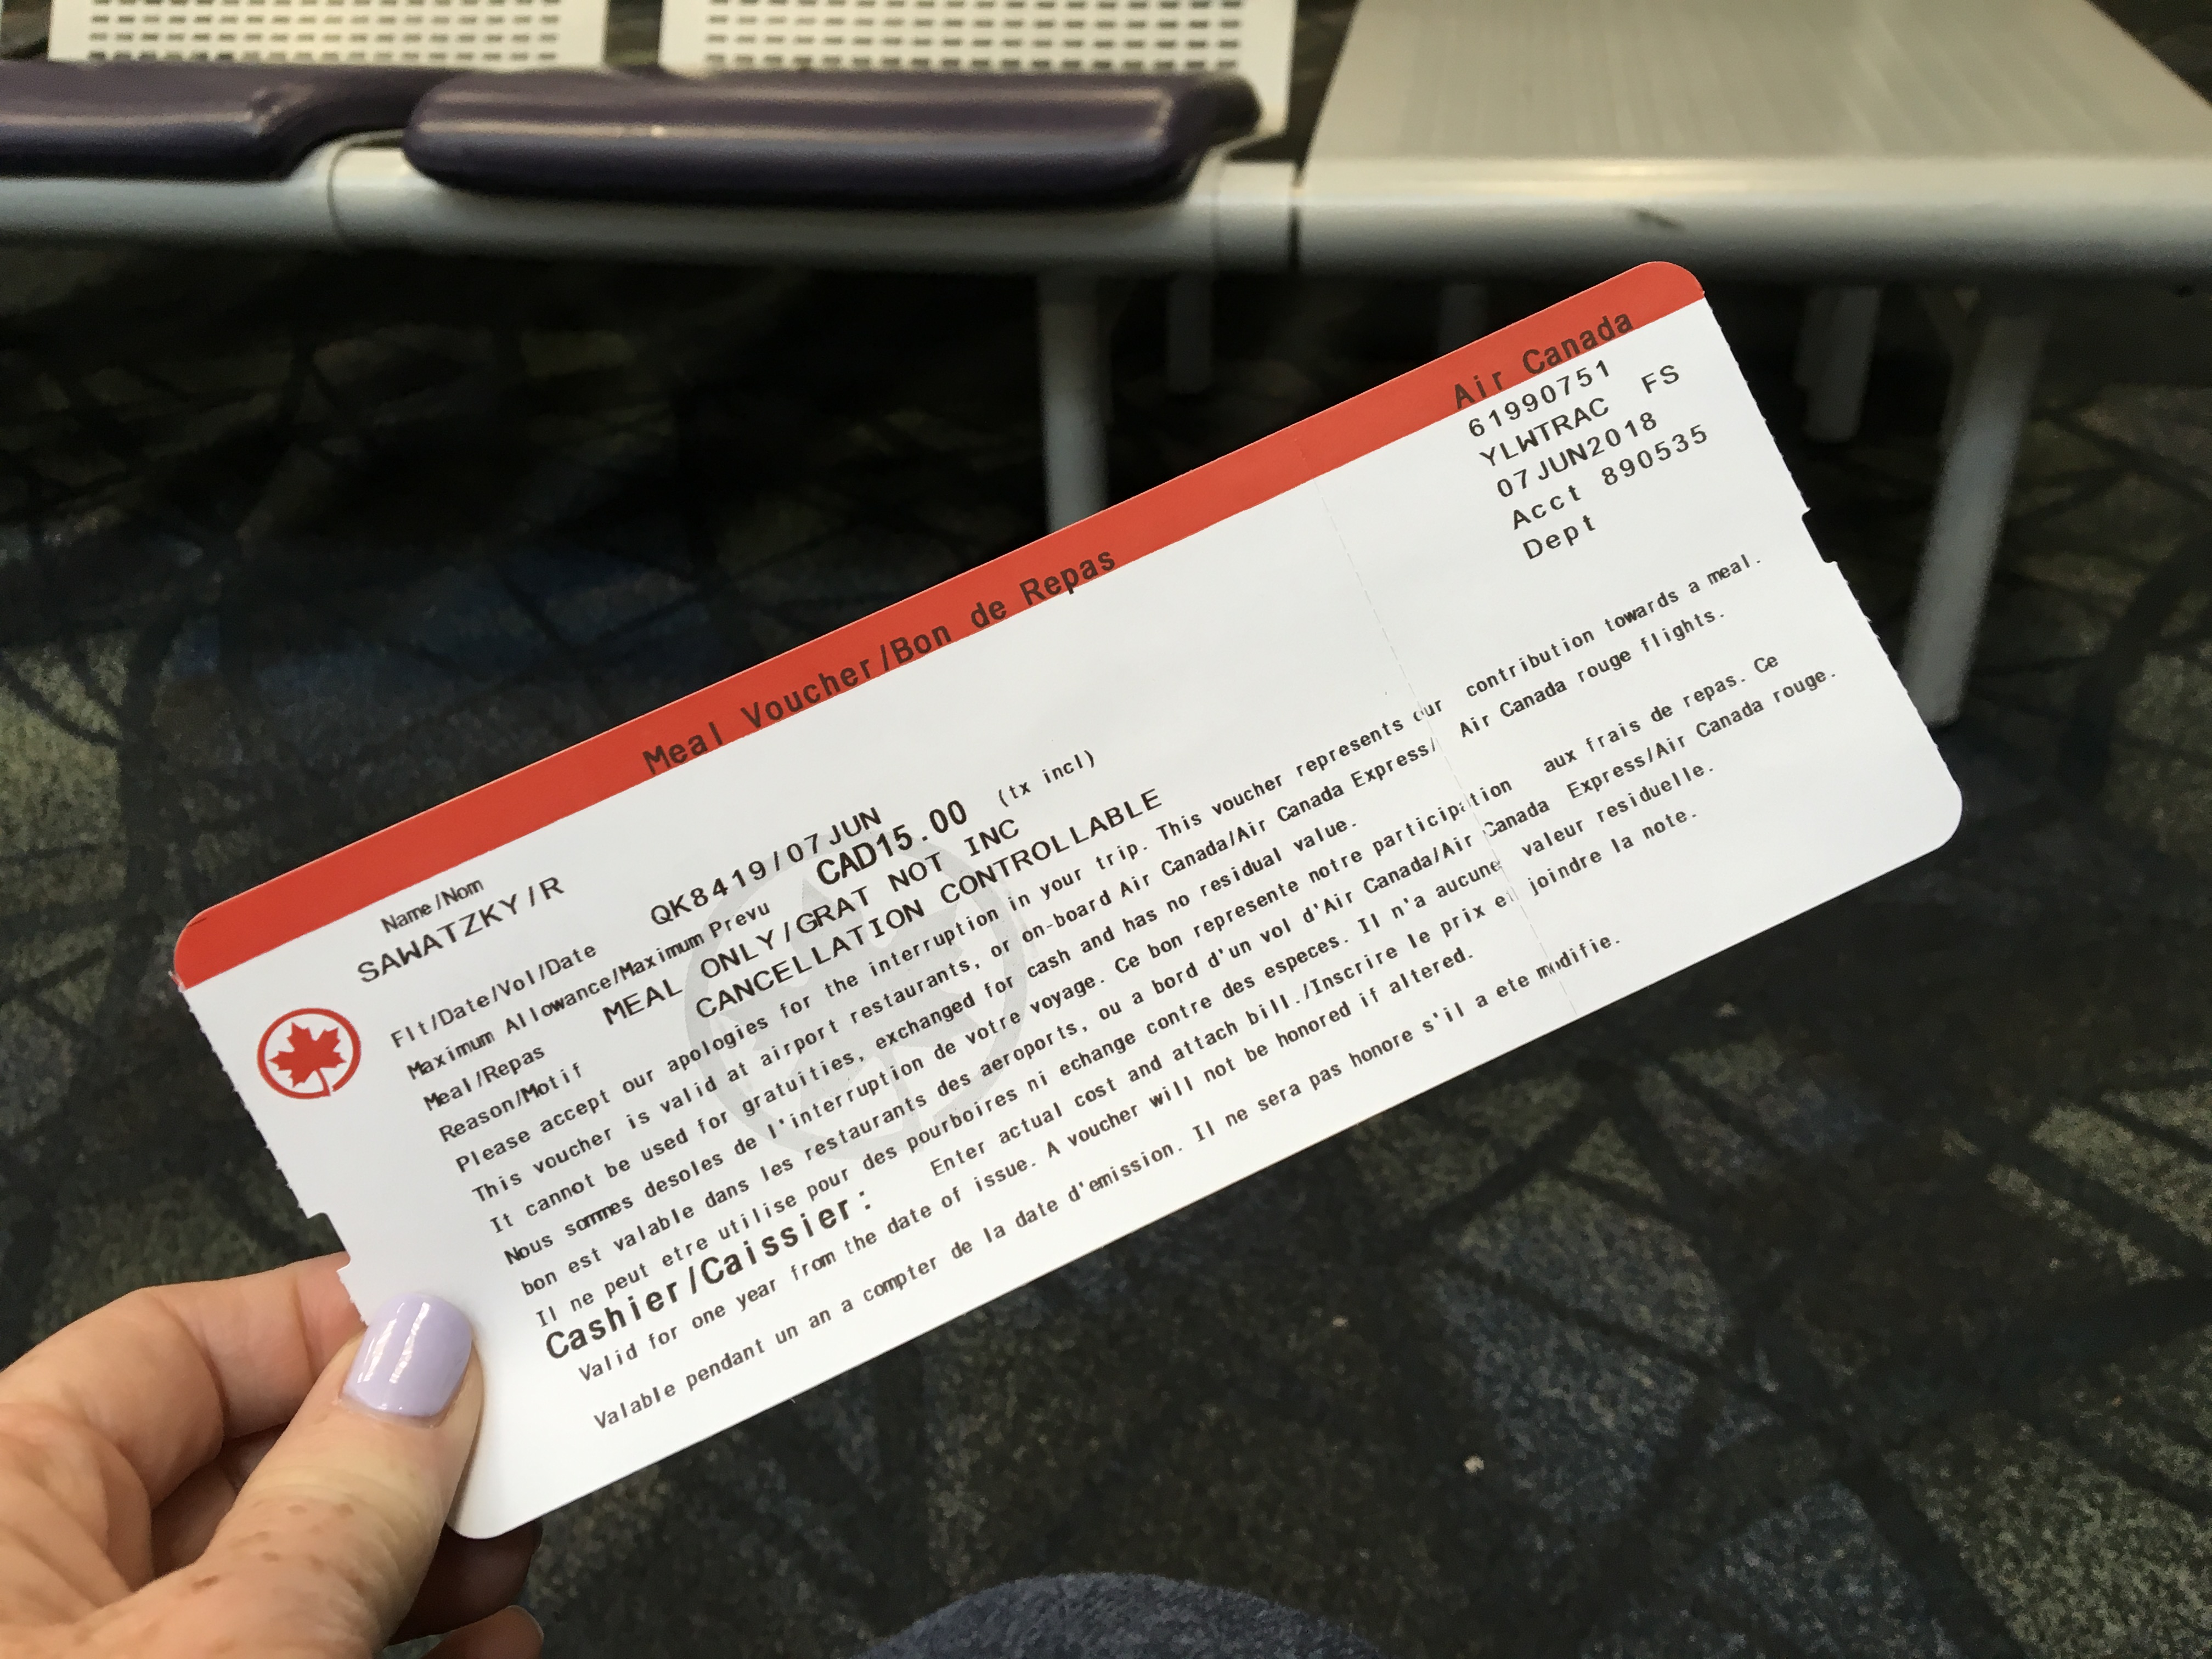 Meal Voucher/Bon de Repas Air Canada
61990751
YLWTRAC FS
07JUN2018
Acct 890535
Dept
Name/Nom
SAWATZKY/R
Flt/Date/Vol/Date QK8419/07JUN
Maximum Allowance/Maximum Prevu CAD15.00 (tx incl)
Meal/Repas MEAL ONLY/GRAT NOT INC
Reason/Motif CANCELLATION CONTROLLABLE
Please accept our apologies for the interruption in your trip. This voucher represents our contribution towards a meal.
This voucher is valid at airport restaurants, or on-board Air Canada/Air Canada Express/ Air Canada rouge flights.
It cannot be used for gratuities, exchanged for cash and has no residual value.
Nous sommes desoles de l'interruption de votre voyage. Ce bon represente notre participation aux frais de repas. Ce
bon est valable dans les restaurants des aeroports, ou a bord d'un vol d'Air Canada/Air Canada Express/Air Canada rouge.
Il ne peut etre utilise pour des pourboires ni echange contre des especes. Il n'a aucune valeur residuelle.
Cashier/Caissier: Enter actual cost and attach bill./Inscrire le prix et joindre la note.
Valid for one year from the date of issue. A voucher will not be honored if altered.
Valable pendant un an a compter de la date d'emission. Il ne sera pas honore s'il a ete modifie.